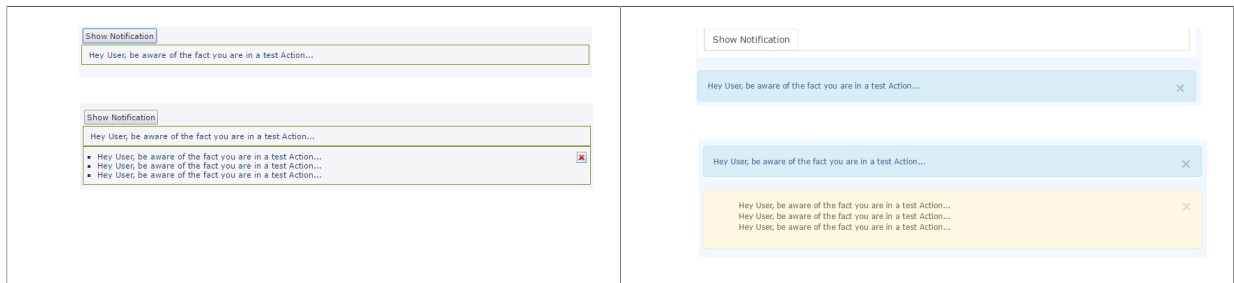 Show Notification
Hey User, be aware of the fact you are in a test Action...
Show Notification
Hey User, be aware of the fact you are in a test Action...
Hey User, be aware of the fact you are in a test Action...
Hey User, be aware of the fact you are in a test Action...
Hey User, be aware of the fact you are in a test Action...
Show Notification
Hey User, be aware of the fact you are in a test Action...
Hey User, be aware of the fact you are in a test Action...
Hey User, be aware of the fact you are in a test Action...
Hey User, be aware of the fact you are in a test Action...
Hey User, be aware of the fact you are in a test Action...